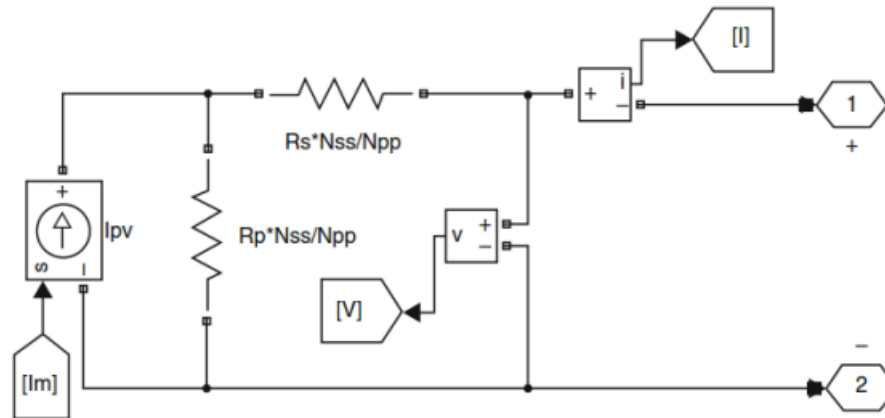 [I]
+ i
−
1
+
Rs*Nss/Npp
+
Ipv
s −
Rp*Nss/Npp
v +
−
[V]
[Im]
−
2